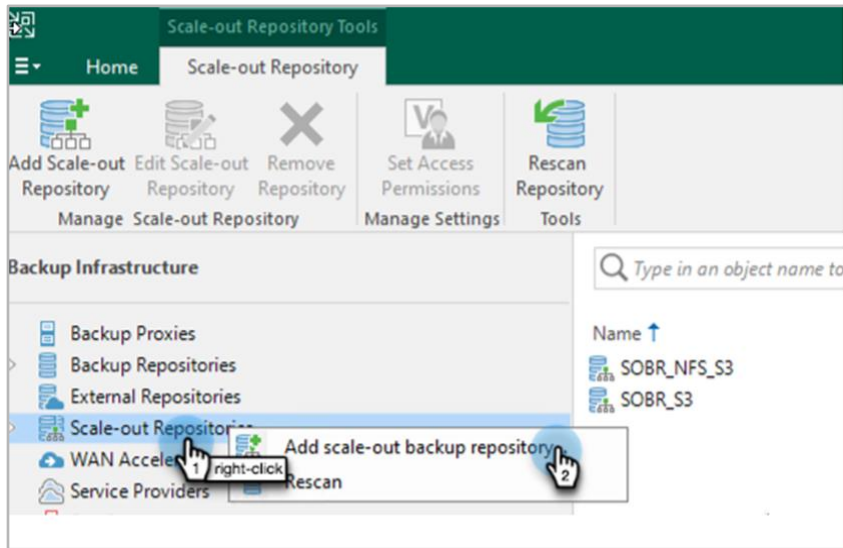 Scale-out Repository Tools
Home Scale-out Repository
Add Scale-out Repository
Edit Scale-out Repository
Remove Repository
Set Access Permissions
Rescan Repository
Manage Scale-out Repository
Manage Settings
Tools
Backup Infrastructure
Type in an object name to
Backup Proxies
Backup Repositories
External Repositories
Scale-out Repositories
WAN Accele
Service Providers
1 right-click
Add scale-out backup repository...
2
Rescan
Name
SOBR_NFS_S3
SOBR_S3